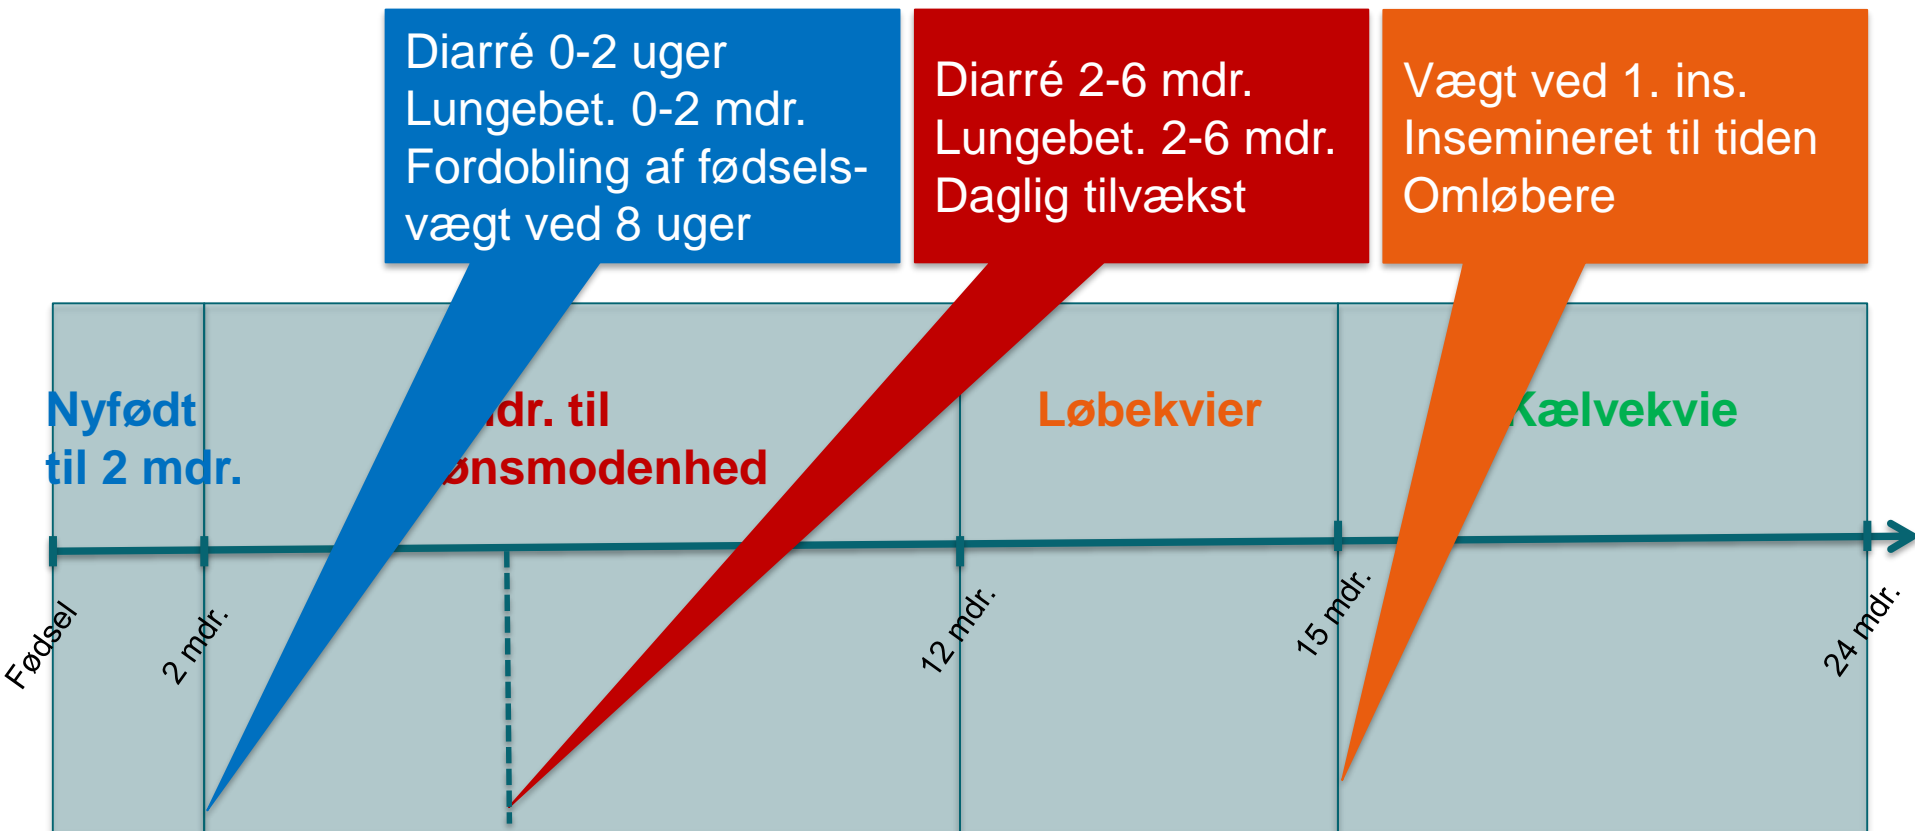 Diarré 0-2 uger
Lungebet. 0-2 mdr.
Fordobling af fødsels-
vægt ved 8 uger
Diarré 2-6 mdr.
Lungebet. 2-6 mdr.
Daglig tilvækst
Vægt ved 1. ins.
Insemineret til tiden
Omløbere
Nyfødt
til 2 mdr.
dr. til
ønsmodenhed
Løbekvier
Kælvekvie
Fødsel
2 mdr.
12 mdr.
15 mdr.
24 mdr.